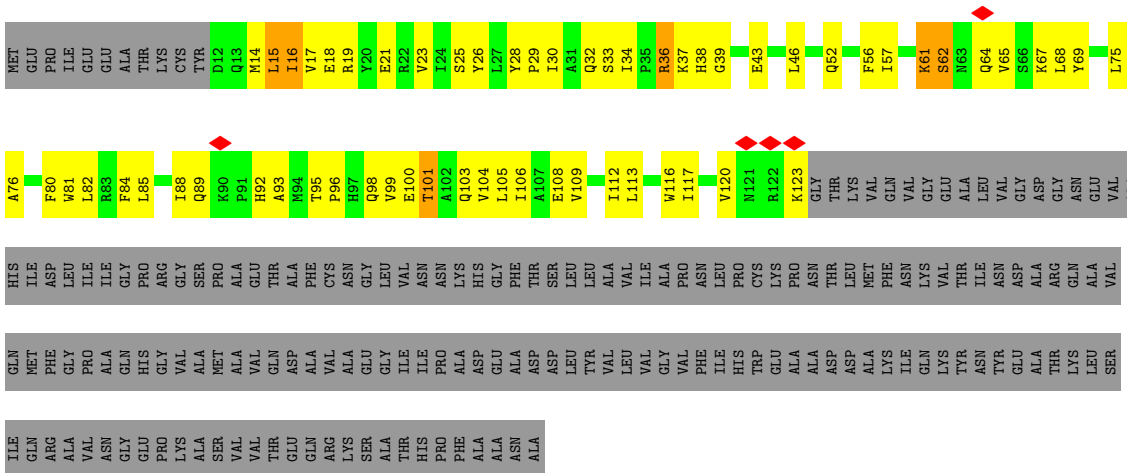 MET GLU PRO ILE GLU GLU ALA THR LYS CYS TYR D12 Q13 M14 L15 I16 V17 E18 R19 Y20 E21 R22 V23 I24 S25 Y26 L27 Y28 P29 I30 A31 Q32 S33 I34 P35 R36 K37 H38 G39 E43 L46 Q52 F56 I57 K61 S62 N63 Q64 V65 S66 K67 L68 Y69 L75
A76 F80 W81 L82 R83 F84 L85 I88 Q89 K90 P91 H92 A93 M94 T95 P96 H97 Q98 V99 E100 T101 A102 Q103 V104 L105 I106 A107 E108 V109 I112 L113 W116 I117 V120 N121 R122 K123 GLY THR LYS VAL GLN VAL GLY GLU ALA LEU VAL GLY ASP GLY ASN GLU VAL
HIS ILE ASP LEU ILE ILE GLY PRO ARG GLY SER PRO ALA GLU THR ALA PHE CYS ASN GLY LEU VAL ASN ASN LYS HIS GLY PHE THR SER LEU LEU ALA VAL ILE ALA PRO ASN LEU PRO CYS LYS PRO ASN THR LEU MET PHE ASN LYS VAL THR ILE ASN ASP ALA ARG GLN ALA VAL
GLN MET PHE GLY PRO ALA GLN HIS GLY VAL ALA MET ALA VAL GLN ASP ALA VAL ALA GLU GLY ILE ILE PRO ALA ASP GLU ALA ASP ASP LEU TYR VAL LEU VAL GLY VAL PHE ILE HIS TRP GLU ALA ALA ASP ASP ALA LYS ILE GLN LYS TYR ASN TYR GLU ALA THR LYS LEU SER
ILE GLN ARG ALA VAL ASN GLY GLU PRO LYS ALA SER VAL VAL THR GLU GLN ARG LYS SER ALA THR HIS PRO PHE ALA ALA ASN ALA